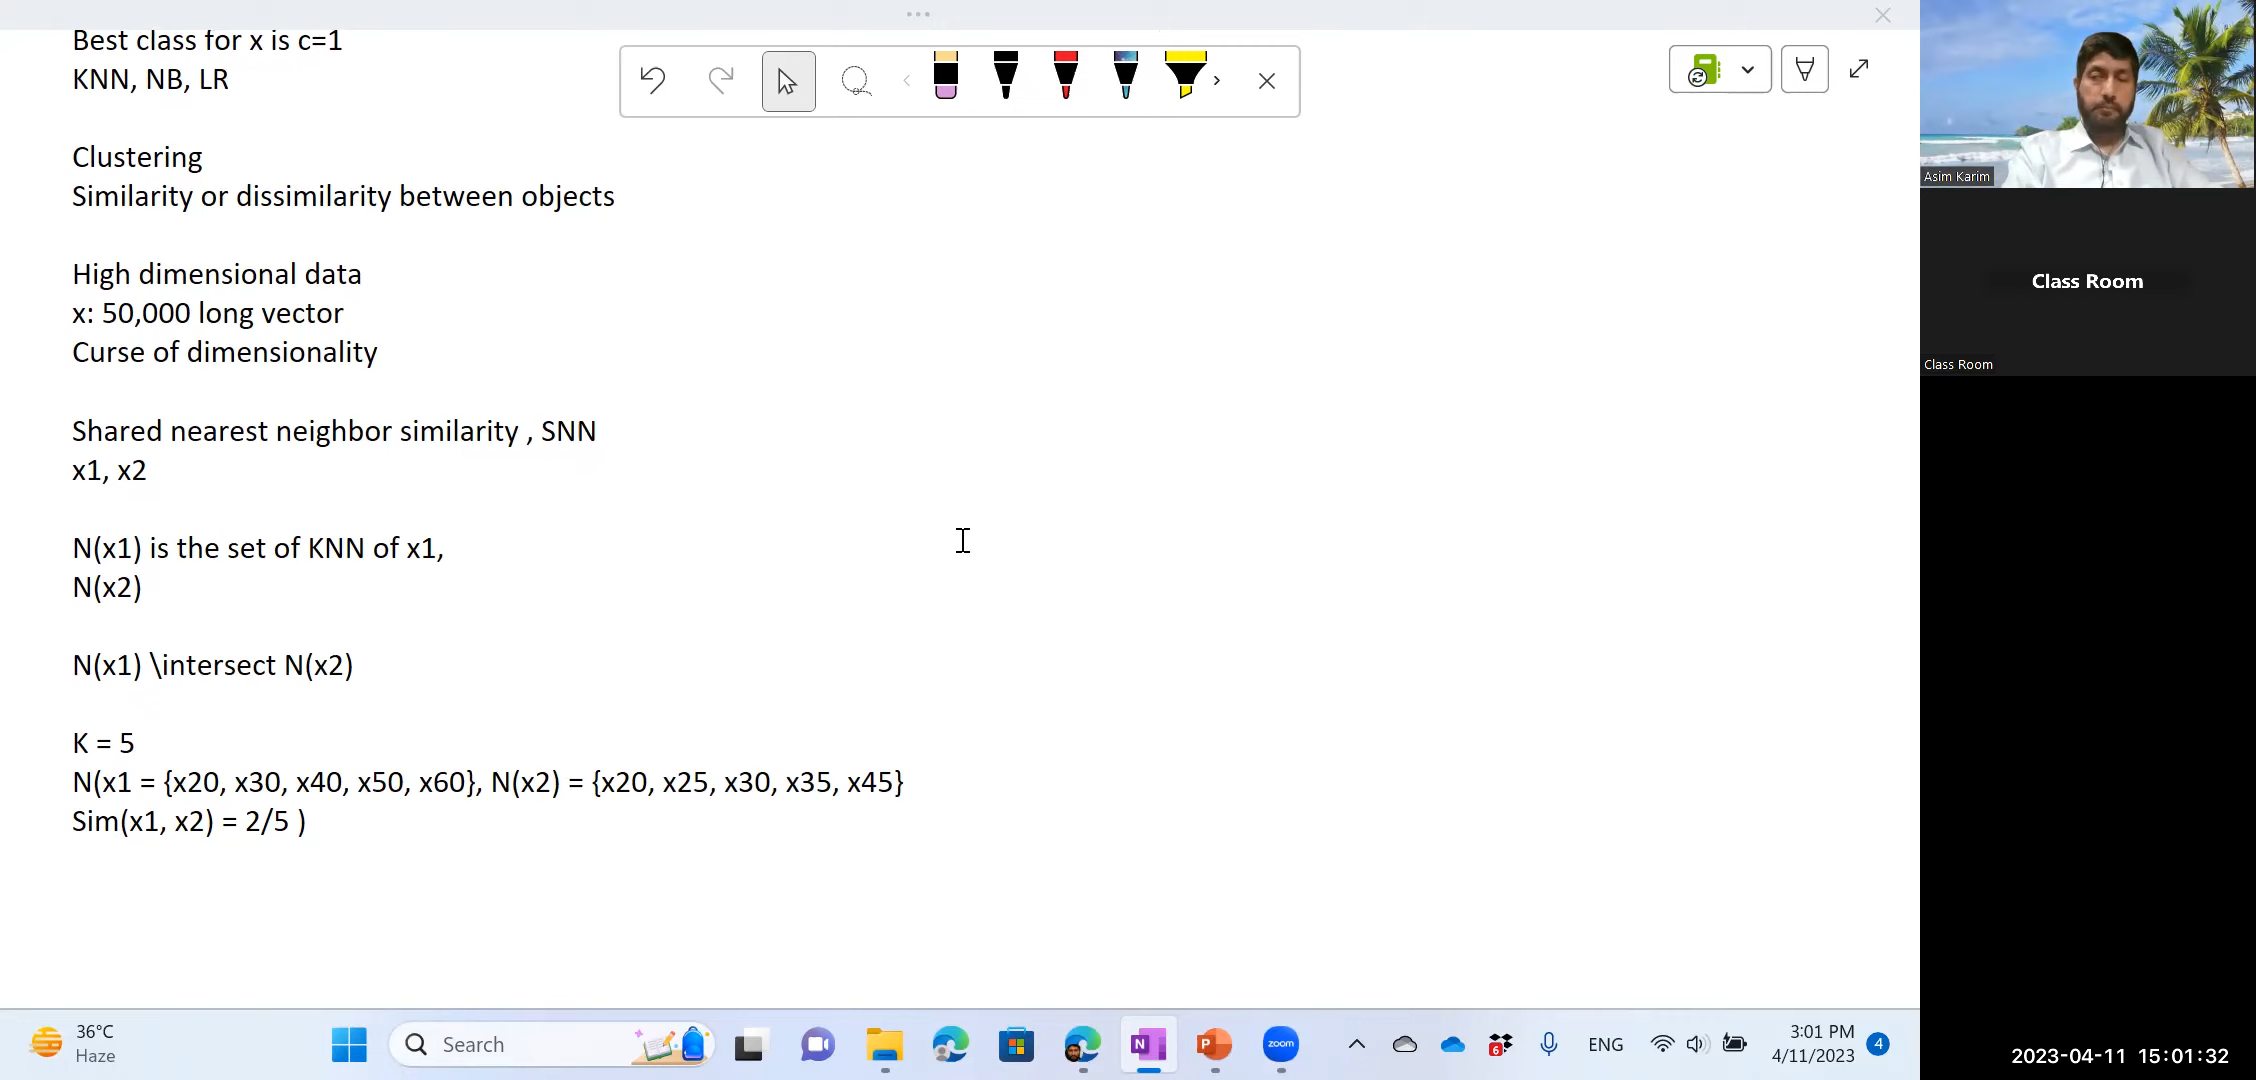 Best class for x is c=1
KNN, NB, LR
Clustering
Similarity or dissimilarity between objects
High dimensional data
x: 50,000 long vector
Curse of dimensionality
Shared nearest neighbor similarity , SNN
x1, x2
N(x1) is the set of KNN of x1,
N(x2)
N(x1) \intersect N(x2)
K = 5
N(x1 = {x20, x30, x40, x50, x60}, N(x2) = {x20, x25, x30, x35, x45}
Sim(x1, x2) = 2/5 )
Asim Karim
Class Room
Class Room
36°C
Haze
Search
N
P
zoom
6
ENG
3:01 PM
4/11/2023
4
2023-04-11 15:01:32